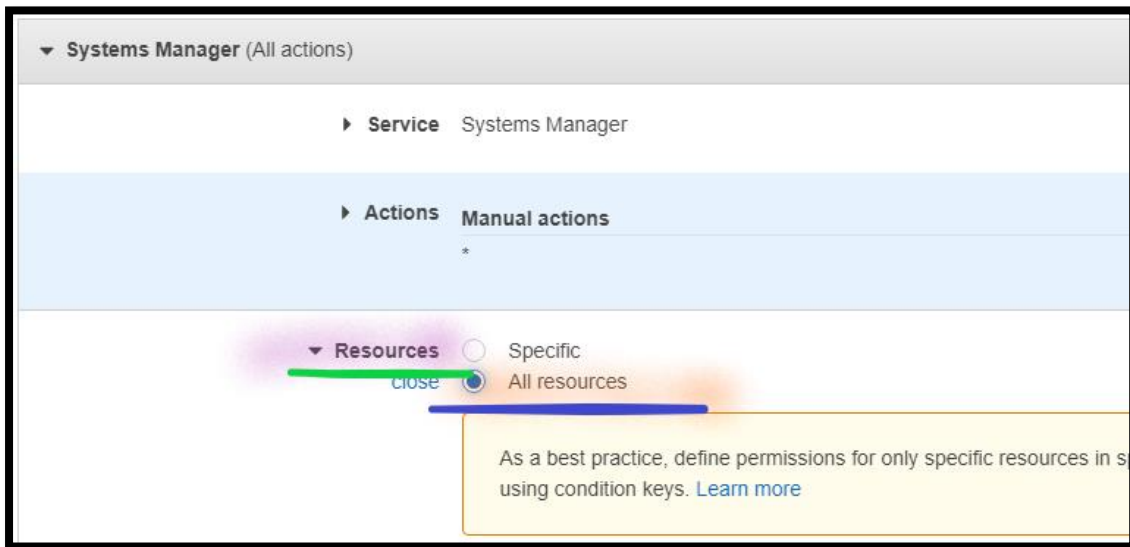 Systems Manager (All actions)
Service Systems Manager
Actions Manual actions
*
Resources Specific
close All resources
As a best practice, define permissions for only specific resources in
using condition keys. Learn more